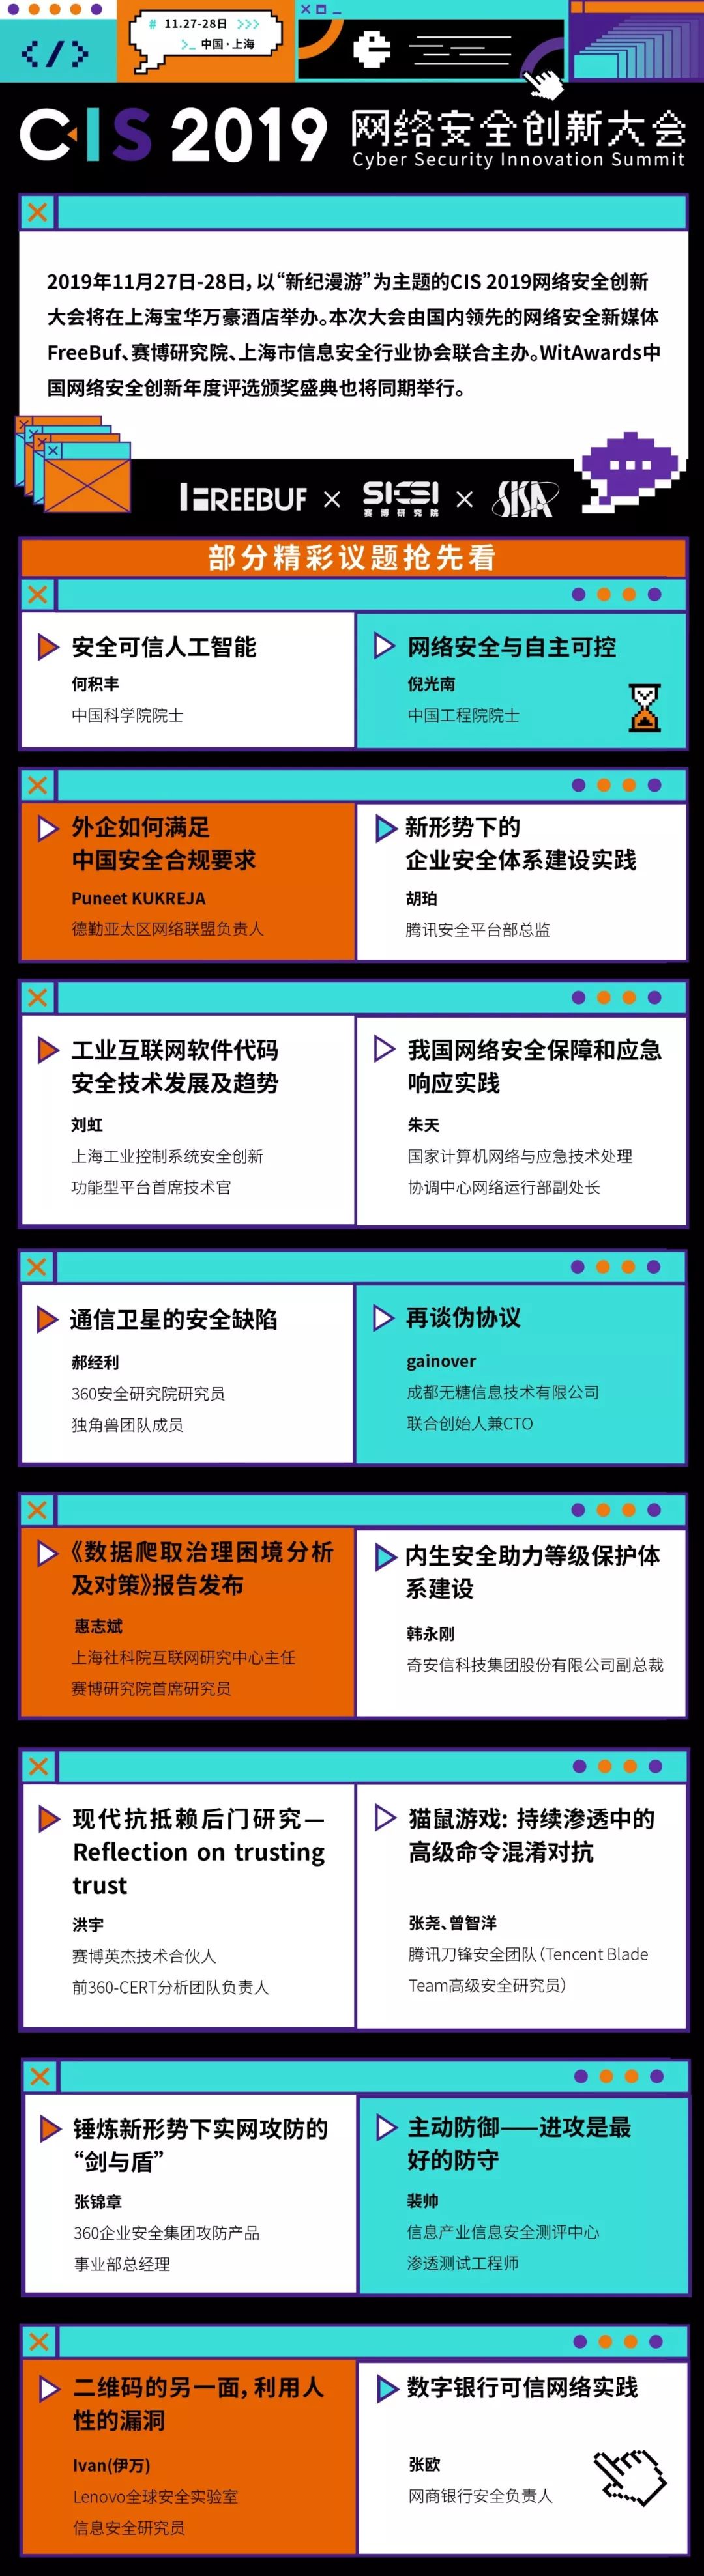 </>
# 11.27-28日 >>>
>_ 中国·上海
CIS 2019 网络安全创新大会
Cyber Security Innovation Summit
2019年11月27日-28日,以“新纪漫游”为主题的CIS 2019网络安全创新
大会将在上海宝华万豪酒店举办。本次大会由国内领先的网络安全新媒体
FreeBuf、赛博研究院、上海市信息安全行业协会联合主办。WitAwards中
国网络安全创新年度评选颁奖盛典也将同期举行。
FREEBUF × SICSI × SISA
赛博研究院
部分精彩议题抢先看
安全可信人工智能
何积丰
中国科学院院士
网络安全与自主可控
倪光南
中国工程院院士
外企如何满足
中国安全合规要求
Puneet KUKREJA
德勤亚太区网络联盟负责人
新形势下的
企业安全体系建设实践
胡珀
腾讯安全平台部总监
工业互联网软件代码
安全技术发展及趋势
刘虹
上海工业控制系统安全创新
功能型平台首席技术官
我国网络安全保障和应急
响应实践
朱天
国家计算机网络与应急技术处理
协调中心网络运行部副处长
通信卫星的安全缺陷
郝经利
360安全研究院研究员
独角兽团队成员
再谈伪协议
gainover
成都无糖信息技术有限公司
联合创始人兼CTO
《数据爬取治理困境分析
及对策》报告发布
惠志斌
上海社科院互联网研究中心主任
赛博研究院首席研究员
内生安全助力等级保护体
系建设
韩永刚
奇安信科技集团股份有限公司副总裁
现代抗抵赖后门研究—
Reflection on trusting
trust
洪宇
赛博英杰技术合伙人
前360-CERT分析团队负责人
猫鼠游戏: 持续渗透中的
高级命令混淆对抗
张尧、曾智洋
腾讯刀锋安全团队(Tencent Blade
Team高级安全研究员)
锤炼新形势下实网攻防的
“剑与盾”
张锦章
360企业安全集团攻防产品
事业部总经理
主动防御——进攻是最
好的防守
裴帅
信息产业信息安全测评中心
渗透测试工程师
二维码的另一面,利用人
性的漏洞
Ivan(伊万)
Lenovo全球安全实验室
信息安全研究员
数字银行可信网络实践
张欧
网商银行安全负责人